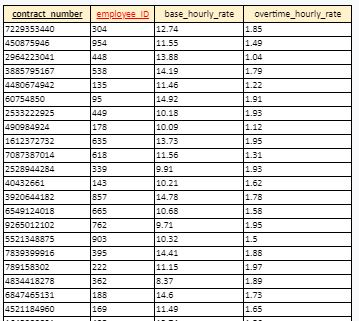 contract_number employee_ID base_hourly_rate overtime_hourly_rate
7229353440 304 12.74 1.85
450875946 954 11.55 1.49
2964223041 448 13.88 1.04
3885795167 538 14.19 1.79
4480674942 135 11.46 1.22
60754850 95 14.92 1.91
2533222925 449 10.18 1.93
490984924 178 10.09 1.12
1612372732 635 13.73 1.95
7087387014 618 11.56 1.31
2528944284 339 9.91 1.93
40432661 143 10.21 1.62
3920644182 857 14.78 1.78
6549124018 665 10.68 1.58
9265012102 762 9.71 1.95
5521348875 903 10.32 1.5
7839399916 395 14.41 1.88
789158302 222 11.15 1.97
4834418278 362 8.37 1.89
6847465131 188 14.6 1.73
4521184960 169 11.49 1.65